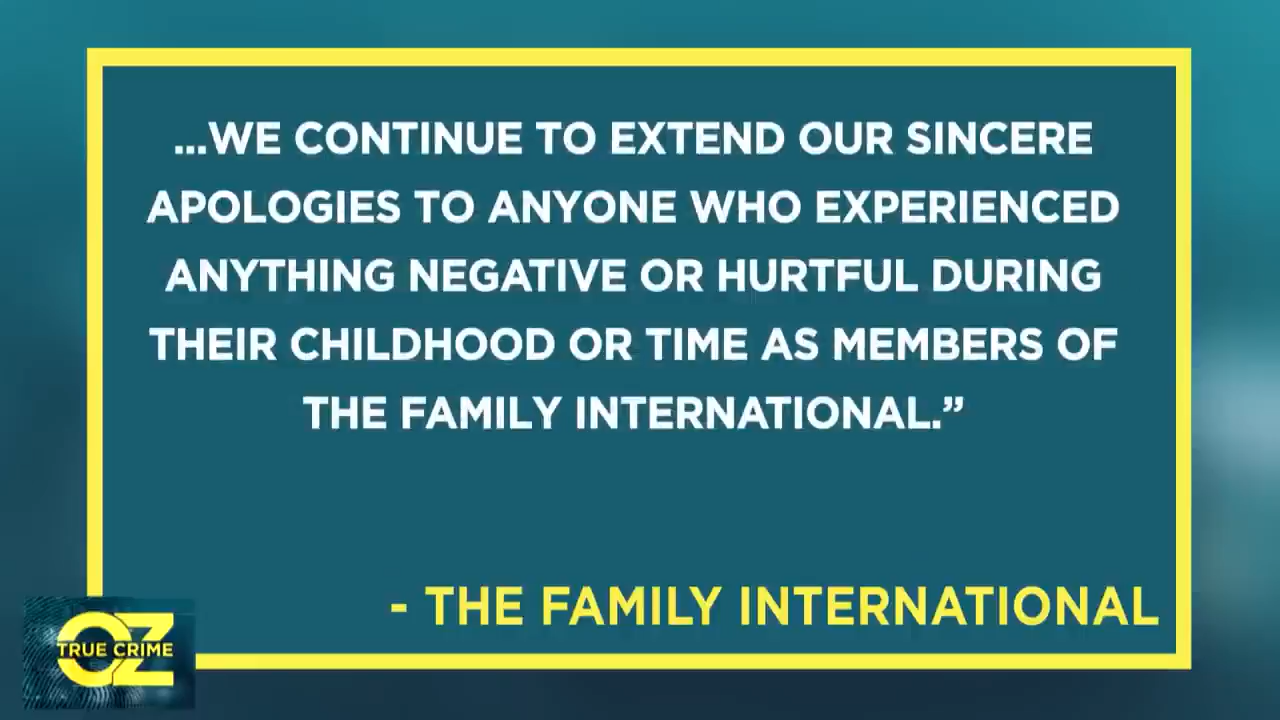 ...WE CONTINUE TO EXTEND OUR SINCERE
APOLOGIES TO ANYONE WHO EXPERIENCED
ANYTHING NEGATIVE OR HURTFUL DURING
THEIR CHILDHOOD OR TIME AS MEMBERS OF
THE FAMILY INTERNATIONAL.”
- THE FAMILY INTERNATIONAL
OZ
TRUE CRIME